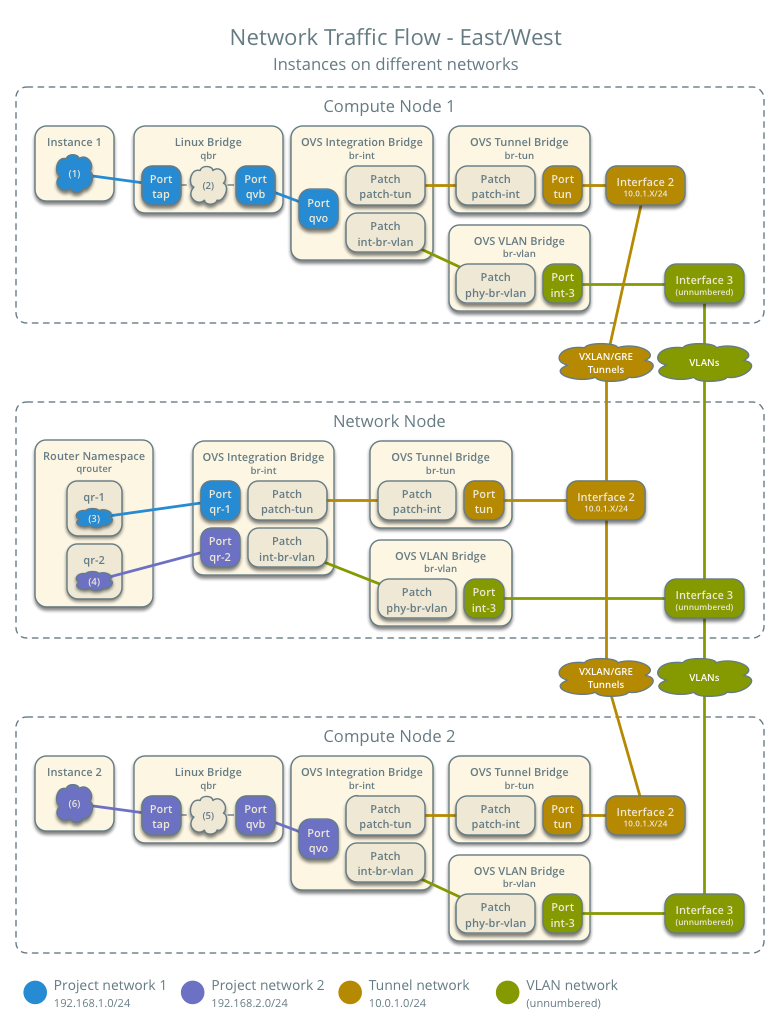 Network Traffic Flow - East/West
Instances on different networks
Compute Node 1
Instance 1
(1)
Linux Bridge
qbr
Port
tap
(2)
Port
qvb
OVS Integration Bridge
br-int
Port
qvo
Patch
patch-tun
Patch
int-br-vlan
OVS Tunnel Bridge
br-tun
Patch
patch-int
Port
tun
Interface 2
10.0.1.X/24
OVS VLAN Bridge
br-vlan
Patch
phy-br-vlan
Port
int-3
Interface 3
(unnumbered)
VXLAN/GRE
Tunnels
VLANs
Network Node
Router Namespace
qrouter
qr-1
(3)
qr-2
(4)
OVS Integration Bridge
br-int
Port
qr-1
Patch
patch-tun
Port
qr-2
Patch
int-br-vlan
OVS Tunnel Bridge
br-tun
Patch
patch-int
Port
tun
Interface 2
10.0.1.X/24
OVS VLAN Bridge
br-vlan
Patch
phy-br-vlan
Port
int-3
Interface 3
(unnumbered)
VXLAN/GRE
Tunnels
VLANs
Compute Node 2
Instance 2
(6)
Linux Bridge
qbr
Port
tap
(5)
Port
qvb
OVS Integration Bridge
br-int
Port
qvo
Patch
patch-tun
Patch
int-br-vlan
OVS Tunnel Bridge
br-tun
Patch
patch-int
Port
tun
Interface 2
10.0.1.X/24
OVS VLAN Bridge
br-vlan
Patch
phy-br-vlan
Port
int-3
Interface 3
(unnumbered)
Project network 1
192.168.1.0/24
Project network 2
192.168.2.0/24
Tunnel network
10.0.1.0/24
VLAN network
(unnumbered)